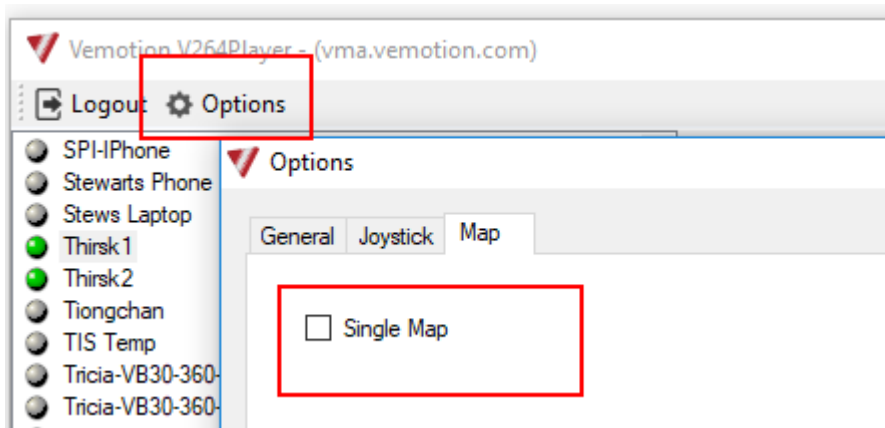 Vemotion V264Player - (vma.vemotion.com)
Logout Options
SPI-IPhone
Stewarts Phone
Stews Laptop
Thirsk1
Thirsk2
Tiongchan
TIS Temp
Tricia-VB30-360-
Tricia-VB30-360-
Options
General Joystick Map
Single Map